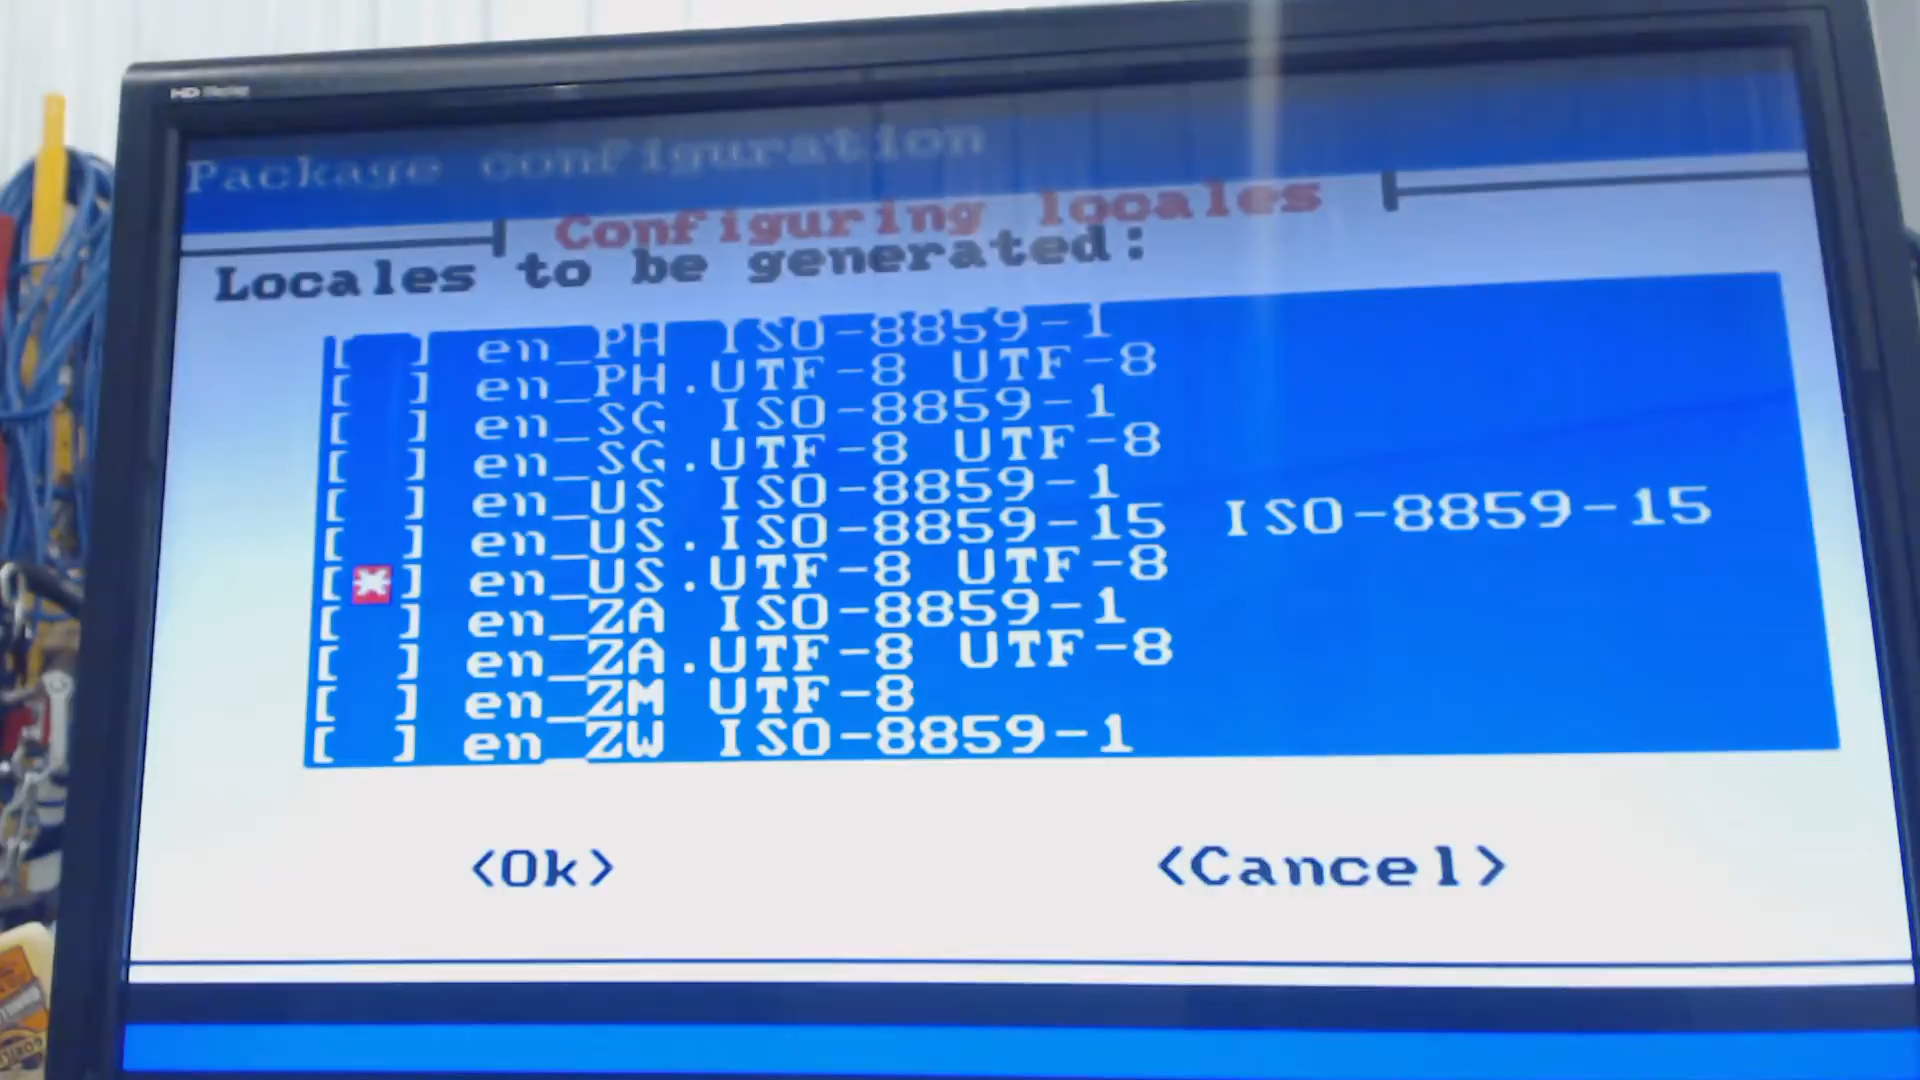 HD
Package configuration
Configuring locales
Locales to be generated:
[ ] en_PH ISO-8859-1
[ ] en_PH.UTF-8 UTF-8
[ ] en_SG ISO-8859-1
[ ] en_SG.UTF-8 UTF-8
[ ] en_US ISO-8859-1
[ ] en_US.ISO-8859-15 ISO-8859-15
[*] en_US.UTF-8 UTF-8
[ ] en_ZA ISO-8859-1
[ ] en_ZA.UTF-8 UTF-8
[ ] en_ZM UTF-8
[ ] en_ZW ISO-8859-1
<Ok> <Cancel>